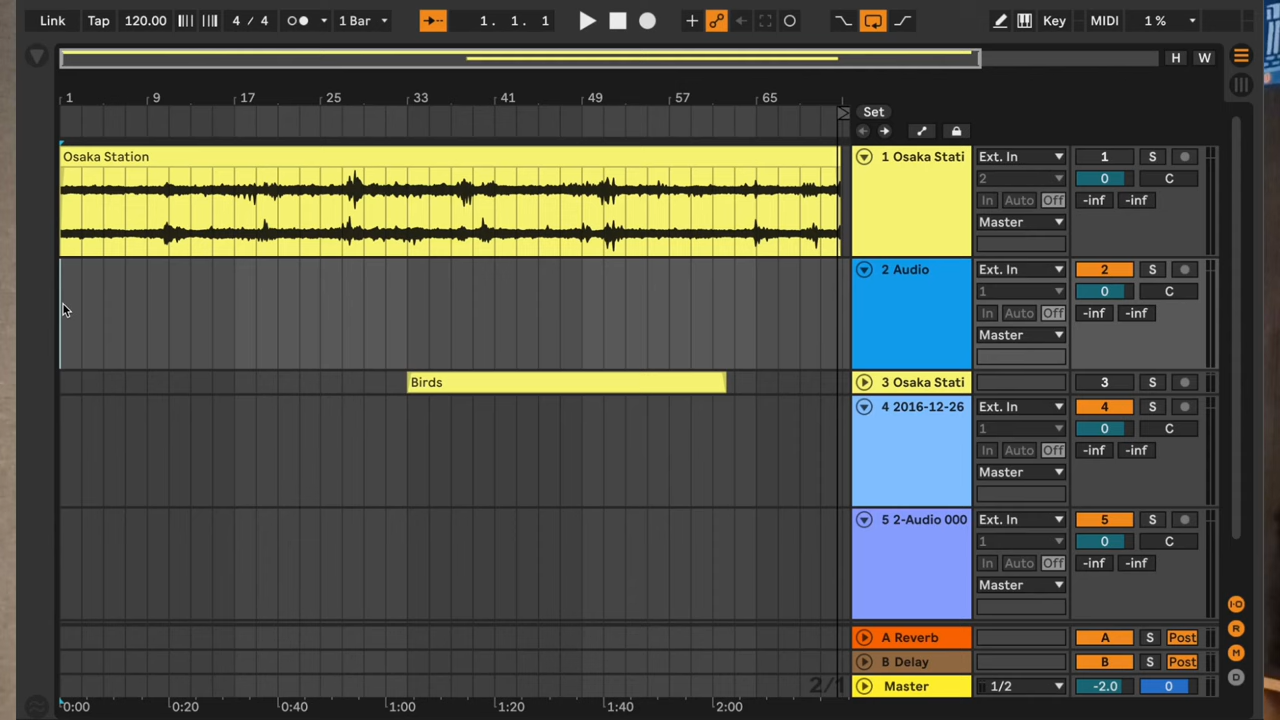 Link Tap 120.00 4 / 4 1 Bar 1. 1. 1 Key MIDI 1 %
H W
1 9 17 25 33 41 49 57 65
Set
Osaka Station 1 Osaka Stati Ext. In 1 S
2 0 C
In Auto Off -inf -inf
Master
2 Audio Ext. In 2 S
1 0 C
In Auto Off -inf -inf
Master
Birds 3 Osaka Stati 3 S
4 2016-12-26 Ext. In 4 S
1 0 C
In Auto Off -inf -inf
Master
5 2-Audio 000 Ext. In 5 S
1 0 C
In Auto Off -inf -inf
Master
I·O
A Reverb A S Post R
B Delay B S Post M
2/1 Master 1/2 -2.0 0 D
0:00 0:20 0:40 1:00 1:20 1:40 2:00